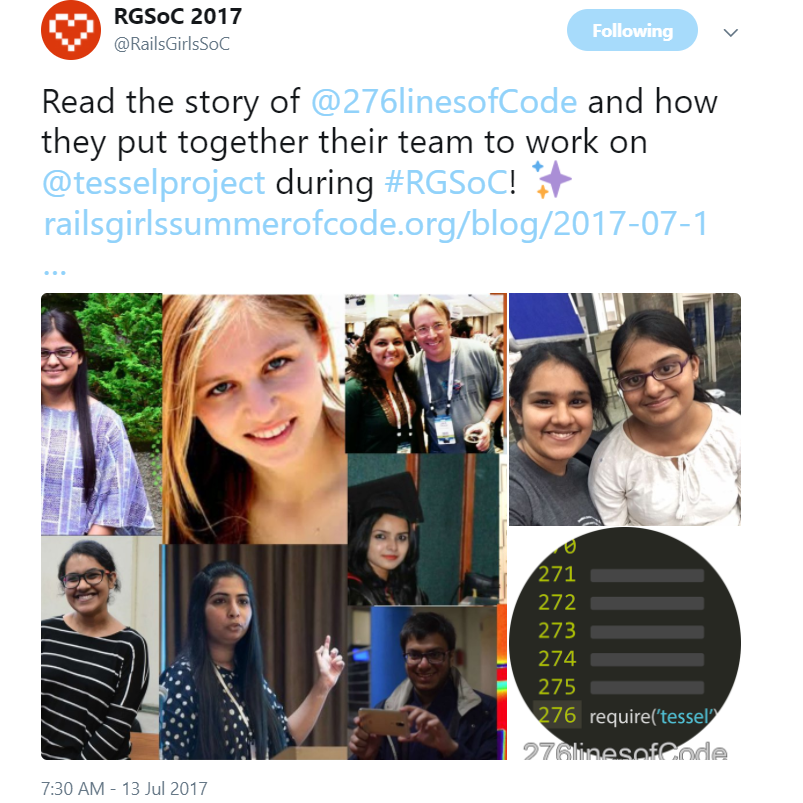 RGSoC 2017
@RailsGirlsSoC
Following
Read the story of @276linesofCode and how
they put together their team to work on
@tesselproject during #RGSoC!
railsgirlssummerofcode.org/blog/2017-07-1
...
271
272
273
274
275
276 require('tessel')
276linesofCode
7:30 AM - 13 Jul 2017